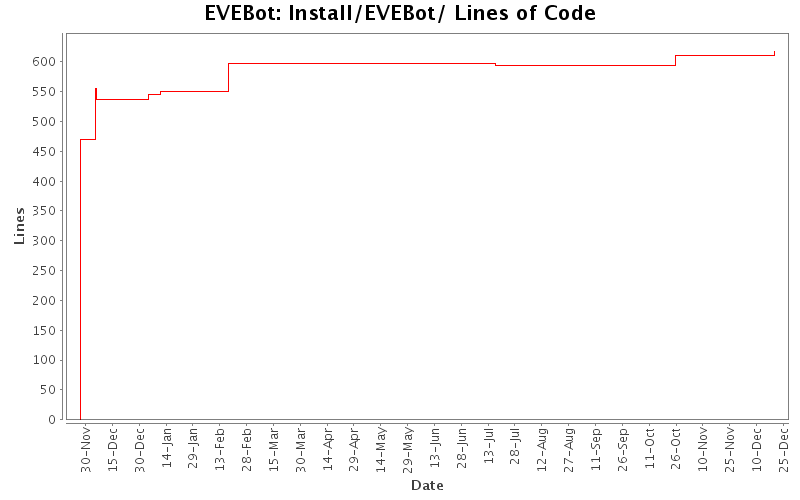 EVEBot: Install/EVEBot/ Lines of Code
600
550
500
450
400
350
300
250
200
150
100
50
0
Lines
30-Nov
15-Dec
30-Dec
14-Jan
29-Jan
13-Feb
28-Feb
15-Mar
30-Mar
14-Apr
29-Apr
14-May
29-May
13-Jun
28-Jun
13-Jul
28-Jul
12-Aug
27-Aug
11-Sep
26-Sep
11-Oct
26-Oct
10-Nov
25-Nov
10-Dec
25-Dec
Date